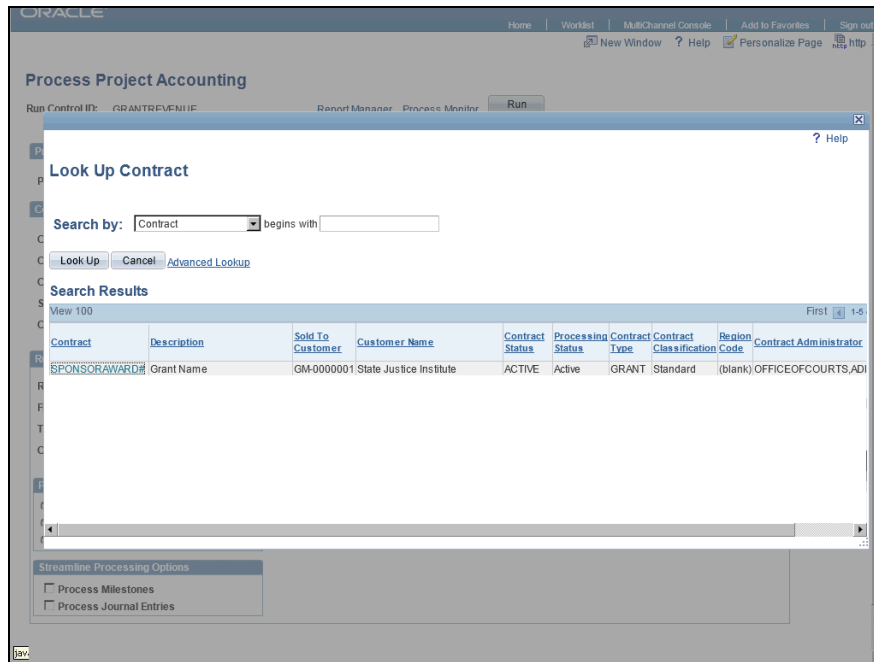 ORACLE
Home | Worklist | MultiChannel Console | Add to Favorites | Sign out
New Window ? Help Personalize Page http
Process Project Accounting
Run Control ID: GRANTREVENUE Report Manager Process Monitor Run
? Help
Look Up Contract
Search by: Contract begins with
Look Up Cancel Advanced Lookup
Search Results
View 100 First 1-5
Contract Description Sold To Customer Customer Name Contract Status Processing Status Contract Type Contract Classification Region Code Contract Administrator
SPONSORAWARD# Grant Name GM-0000001 State Justice Institute ACTIVE Active GRANT Standard (blank) OFFICEOFCOURTS,ADI
Streamline Processing Options
Process Milestones
Process Journal Entries
java